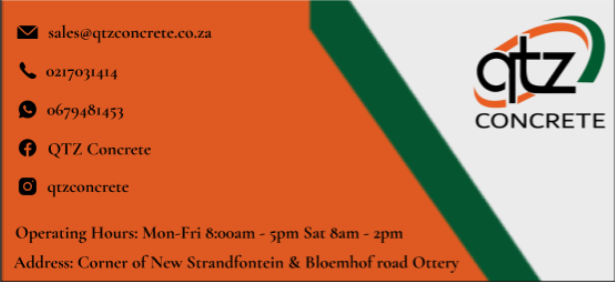 sales@qtzconcrete.co.za
0217031414
0679481453
QTZ Concrete
qtzconcrete
Operating Hours: Mon-Fri 8:00am - 5pm Sat 8am - 2pm
Address: Corner of New Strandfontein & Bloemhof road Ottery
qtz
CONCRETE